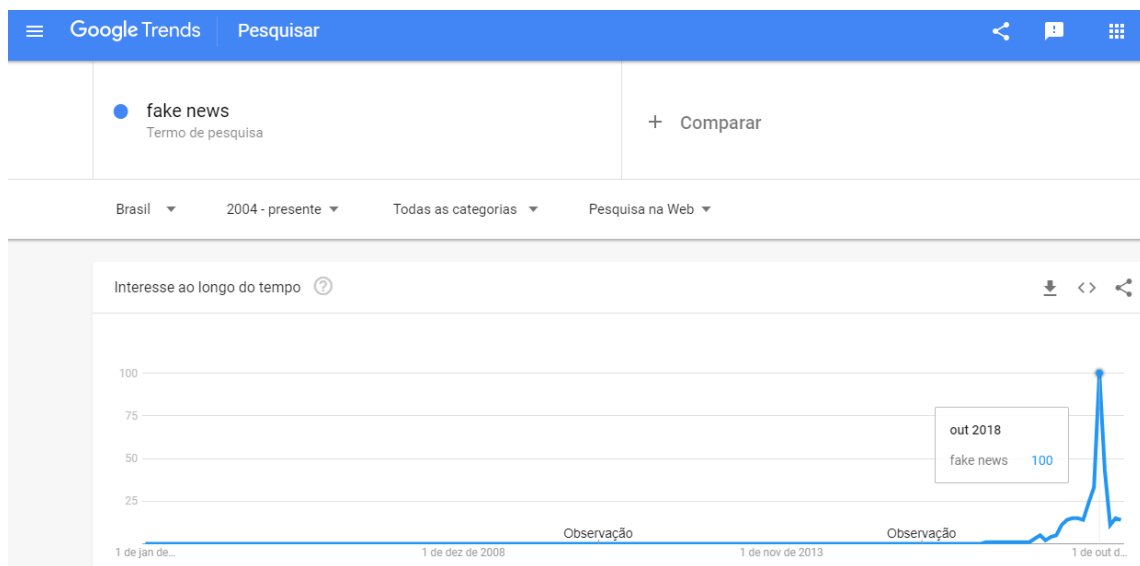 Google Trends Pesquisar
fake news
Termo de pesquisa
+ Comparar
Brasil 2004 - presente Todas as categorias Pesquisa na Web
Interesse ao longo do tempo ?
100
75
50
25
out 2018
fake news 100
Observação Observação
1 de jan de... 1 de dez de 2008 1 de nov de 2013 1 de out d...